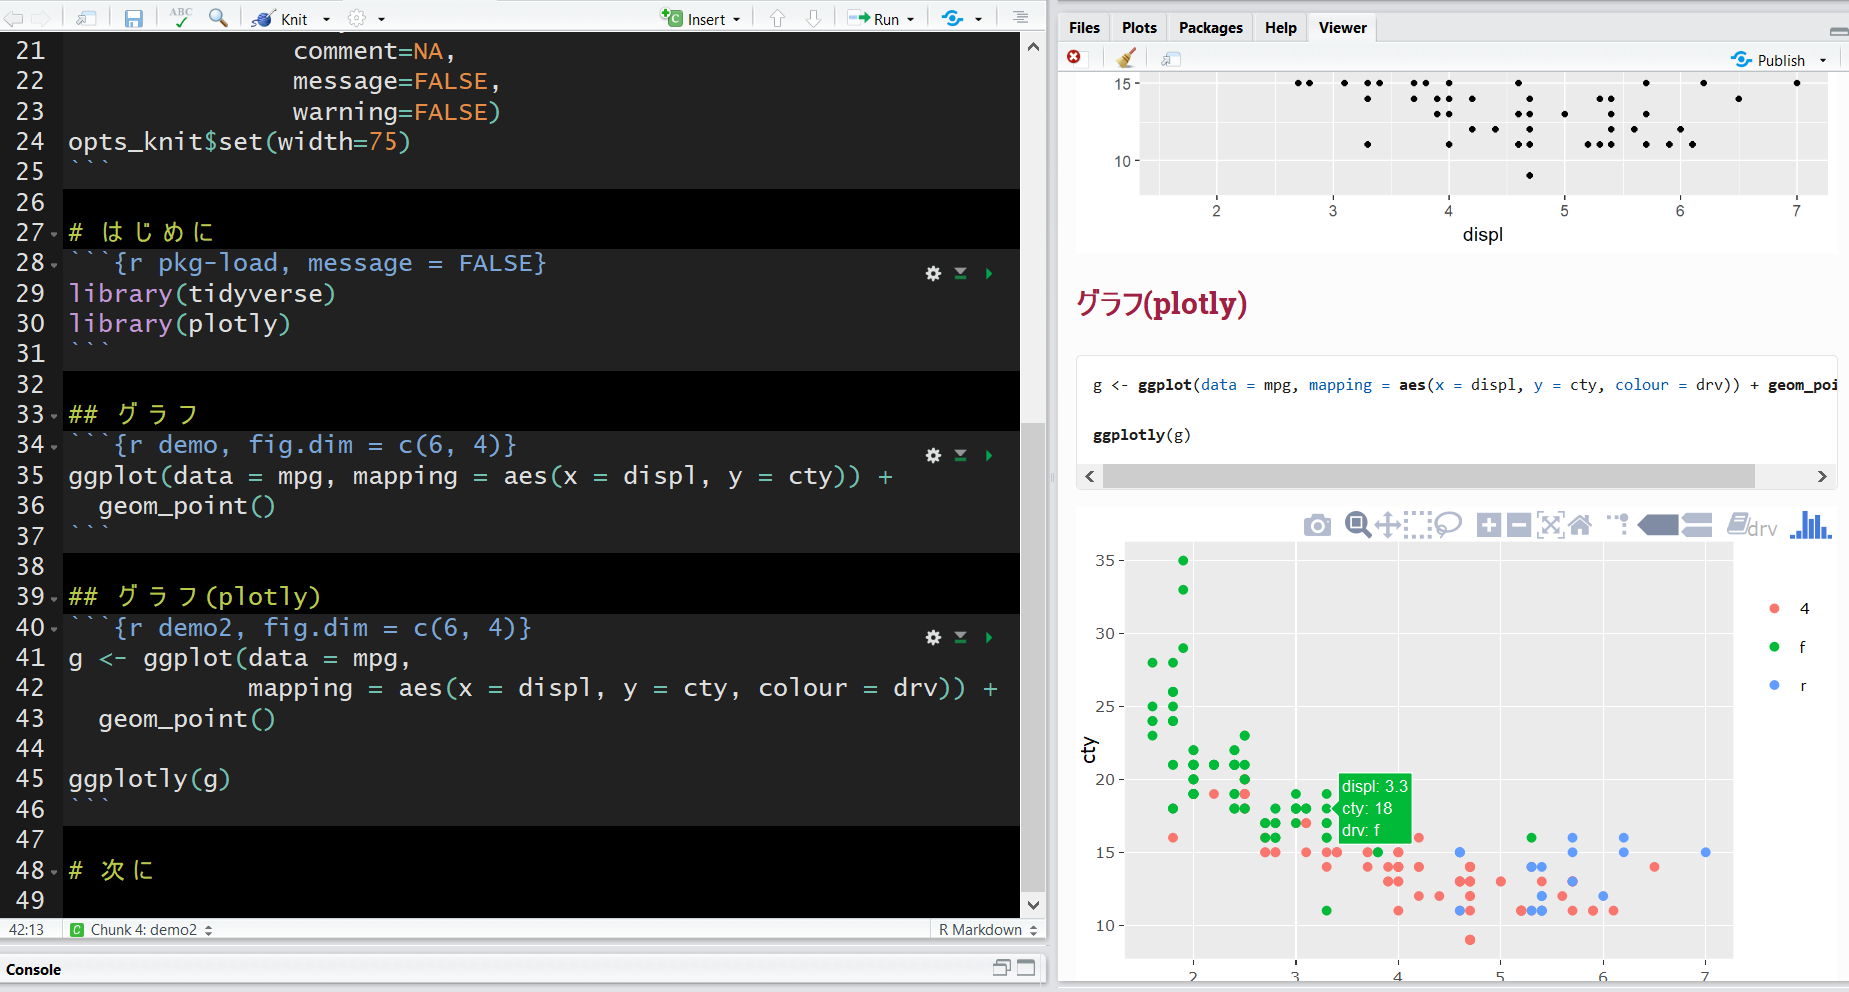 ABC
Knit
Insert
Run
21 comment=NA,
22 message=FALSE,
23 warning=FALSE)
24 opts_knit$set(width=75)
25 ```
26
27 # はじめに
28 ```{r pkg-load, message = FALSE}
29 library(tidyverse)
30 library(plotly)
31 ```
32
33 ## グラフ
34 ```{r demo, fig.dim = c(6, 4)}
35 ggplot(data = mpg, mapping = aes(x = displ, y = cty)) +
36 geom_point()
37 ```
38
39 ## グラフ(plotly)
40 ```{r demo2, fig.dim = c(6, 4)}
41 g <- ggplot(data = mpg,
42 mapping = aes(x = displ, y = cty, colour = drv)) +
43 geom_point()
44
45 ggplotly(g)
46 ```
47
48 # 次に
49
42:13 C Chunk 4: demo2 R Markdown
Console
Files Plots Packages Help Viewer
Publish
15
10
2 3 4 5 6 7
displ
グラフ(plotly)
g <- ggplot(data = mpg, mapping = aes(x = displ, y = cty, colour = drv)) + geom_poi
ggplotly(g)
drv
35
30
25
20
15
10
cty
4
f
r
displ: 3.3
cty: 18
drv: f
2 3 4 5 6 7